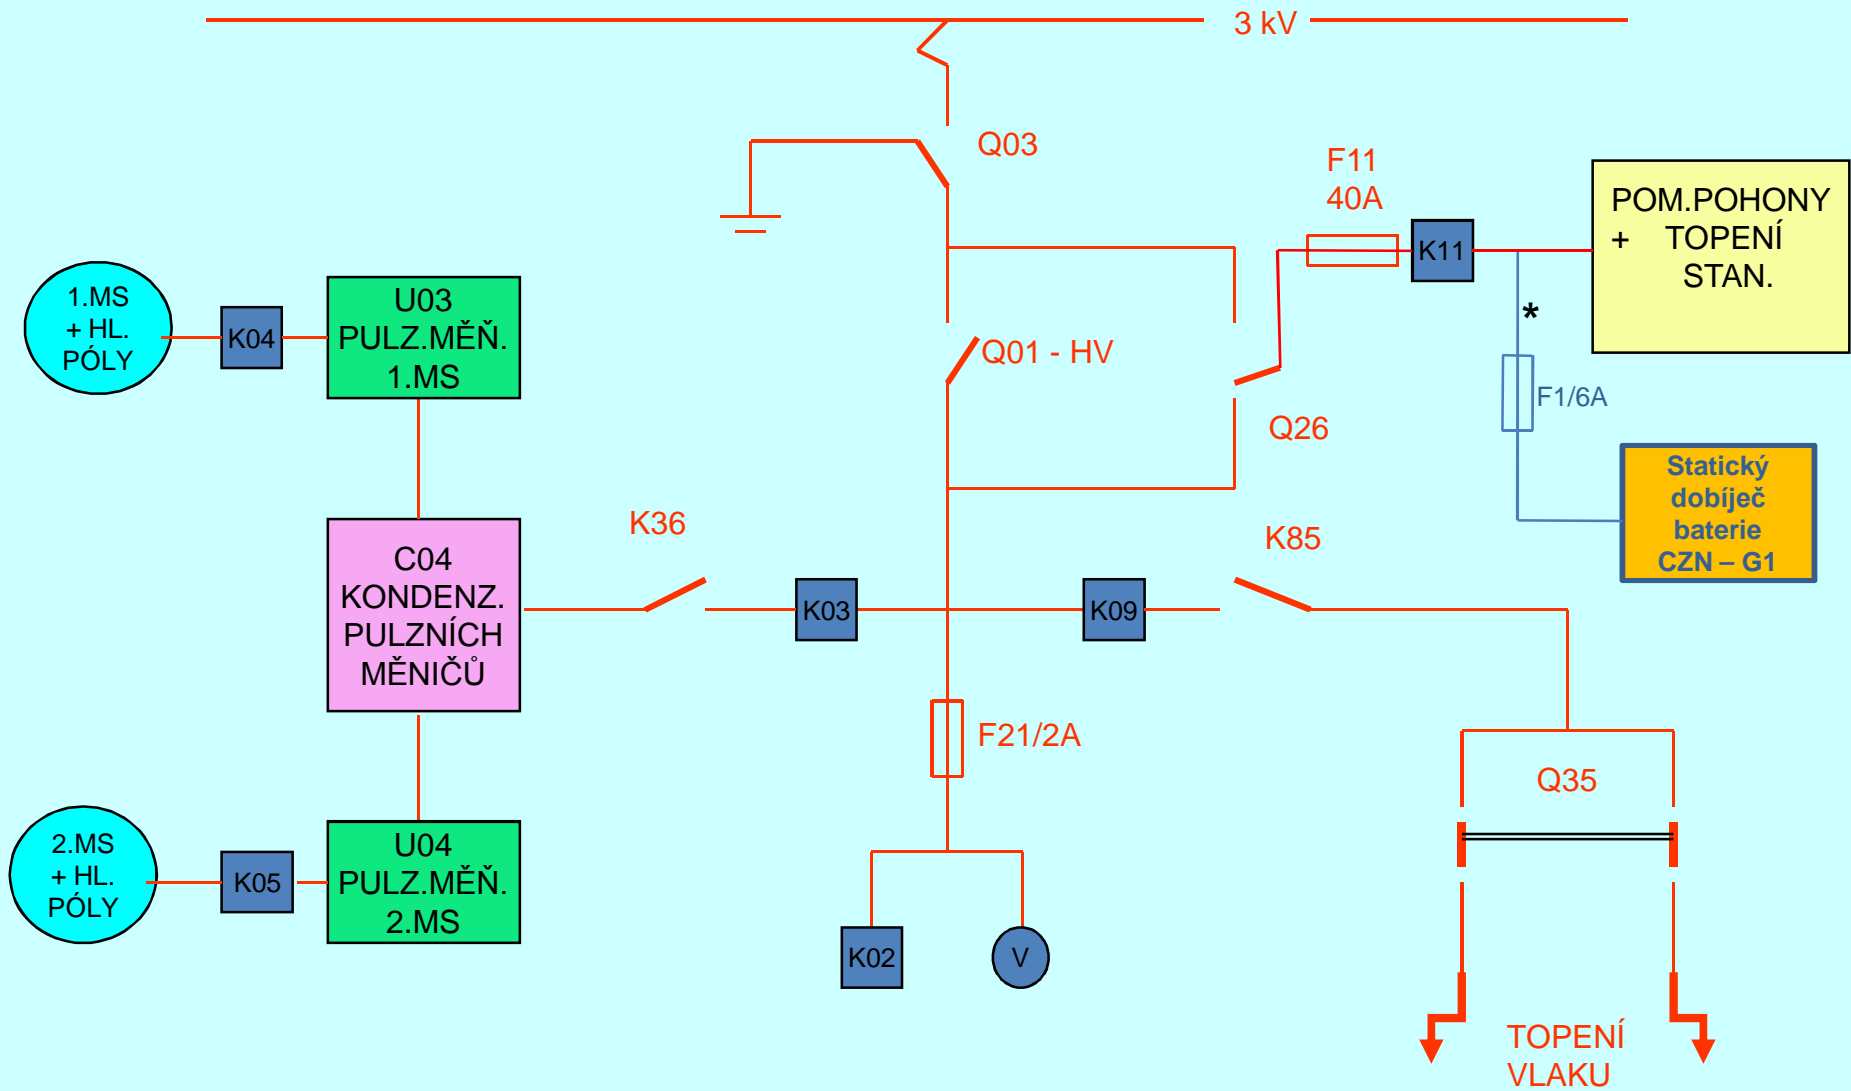 3 kV
Q03
F11
40A
K11
POM.POHONY
+ TOPENÍ
STAN.
1.MS
+ HL.
PÓLY
K04
U03
PULZ.MĚŇ.
1.MS
Q01 - HV
*
F1/6A
Q26
Statický
dobíječ
baterie
CZN – G1
K36
K85
C04
KONDENZ.
PULZNÍCH
MĚNIČŮ
K03
K09
F21/2A
Q35
2.MS
+ HL.
PÓLY
K05
U04
PULZ.MĚŇ.
2.MS
K02
V
TOPENÍ
VLAKU